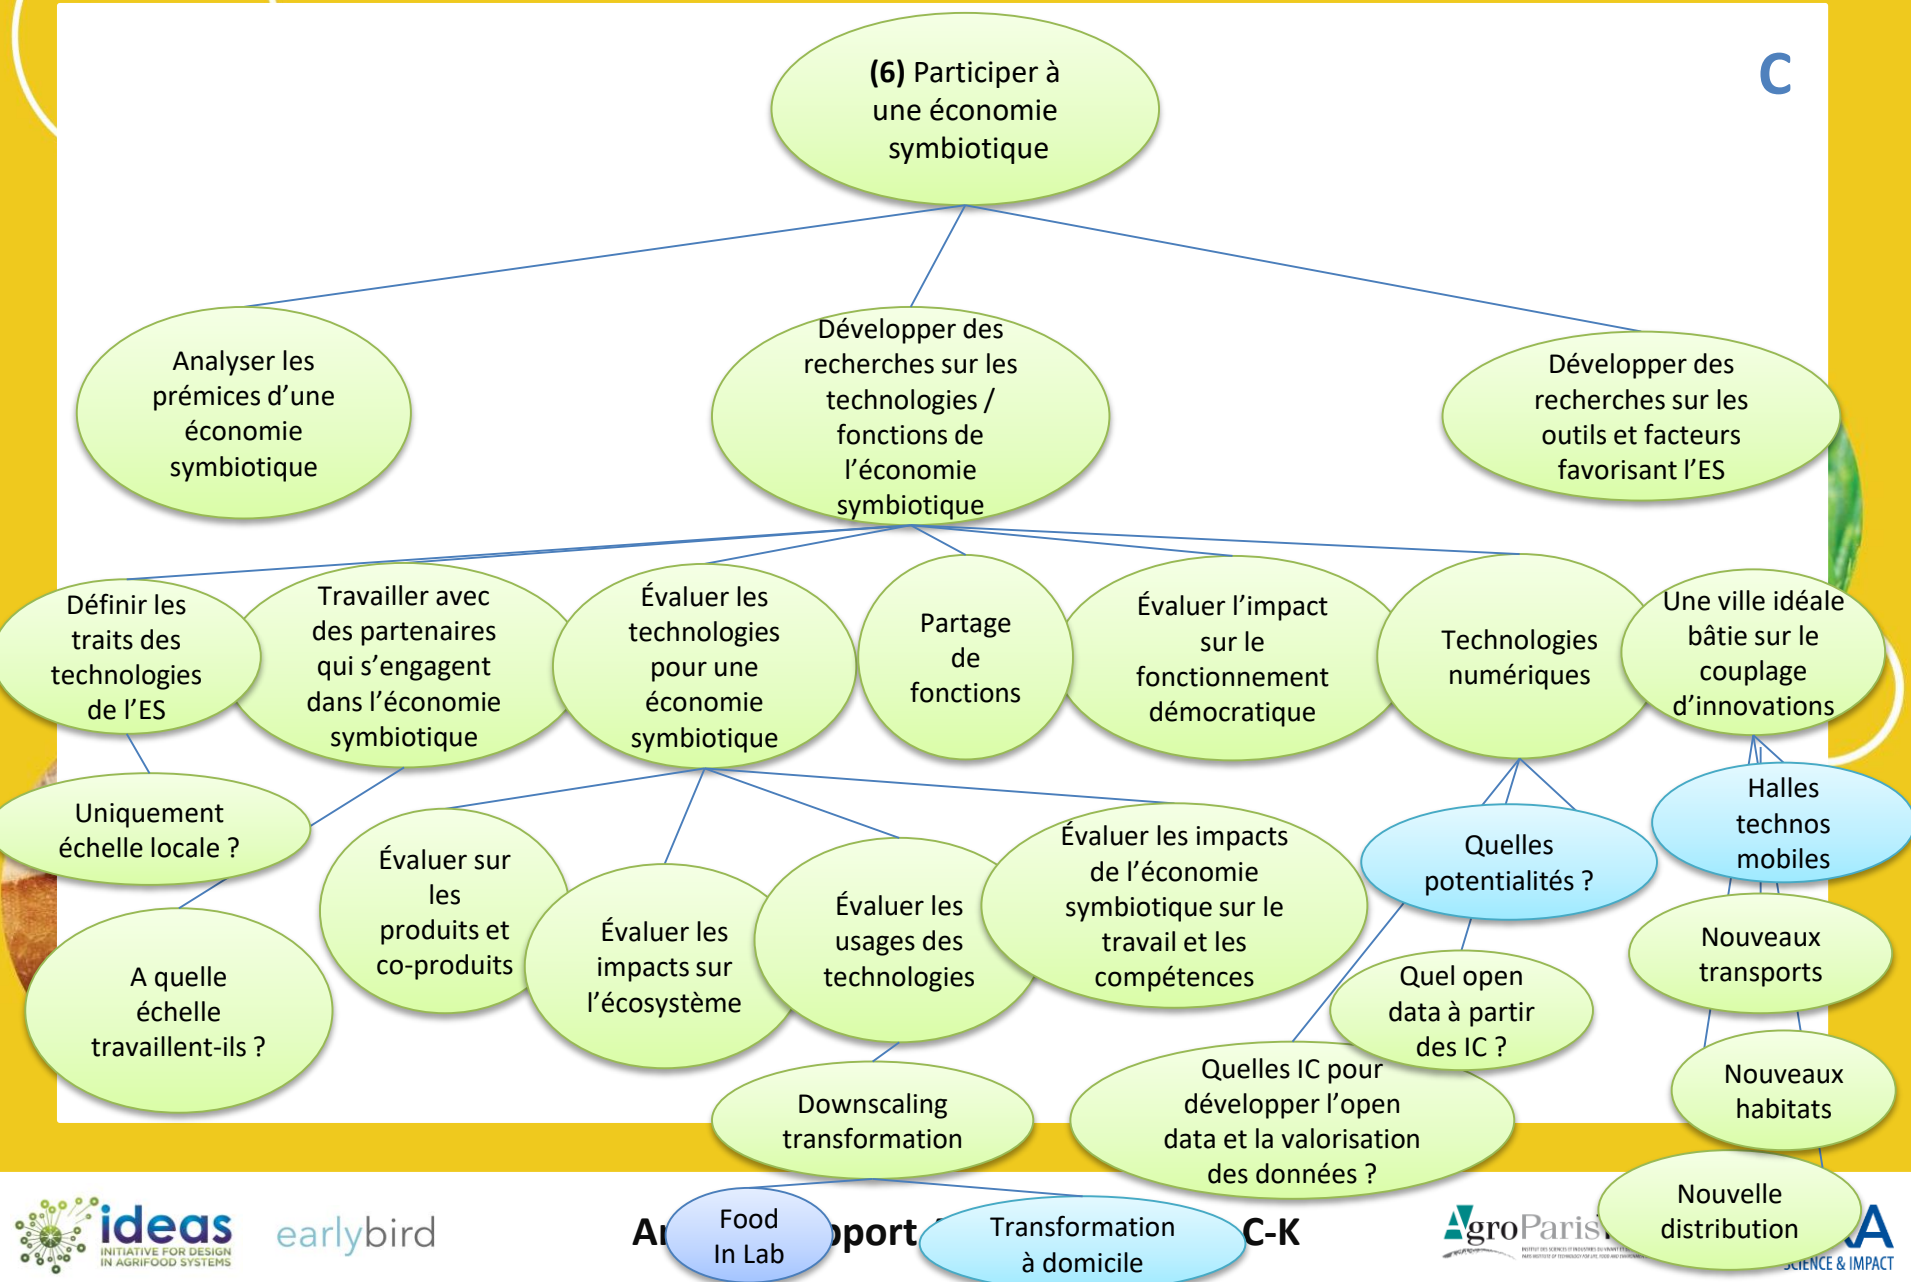 C
(6) Participer à
une économie
symbiotique
Analyser les
prémices d’une
économie
symbiotique
Développer des
recherches sur les
technologies /
fonctions de
l’économie
symbiotique
Développer des
recherches sur les
outils et facteurs
favorisant l’ES
Définir les
traits des
technologies
de l’ES
Travailler avec
des partenaires
qui s’engagent
dans l’économie
symbiotique
Évaluer les
technologies
pour une
économie
symbiotique
Partage
de
fonctions
Évaluer l’impact
sur le
fonctionnement
démocratique
Technologies
numériques
Une ville idéale
bâtie sur le
couplage
d’innovations
Uniquement
échelle locale ?
A quelle
échelle
travaillent-ils ?
Évaluer sur
les
produits et
co-produits
Évaluer les
impacts sur
l’écosystème
Évaluer les
usages des
technologies
Évaluer les impacts
de l’économie
symbiotique sur le
travail et les
compétences
Quelles
potentialités ?
Halles
technos
mobiles
Quel open
data à partir
des IC ?
Nouveaux
transports
Quelles IC pour
développer l’open
data et la valorisation
des données ?
Nouveaux
habitats
Downscaling
transformation
Nouvelle
distribution
Food
In Lab
Transformation
à domicile
C-K
ideas
INITIATIVE FOR DESIGN
IN AGRIFOOD SYSTEMS
earlybird
AgroParis
SCIENCE & IMPACT